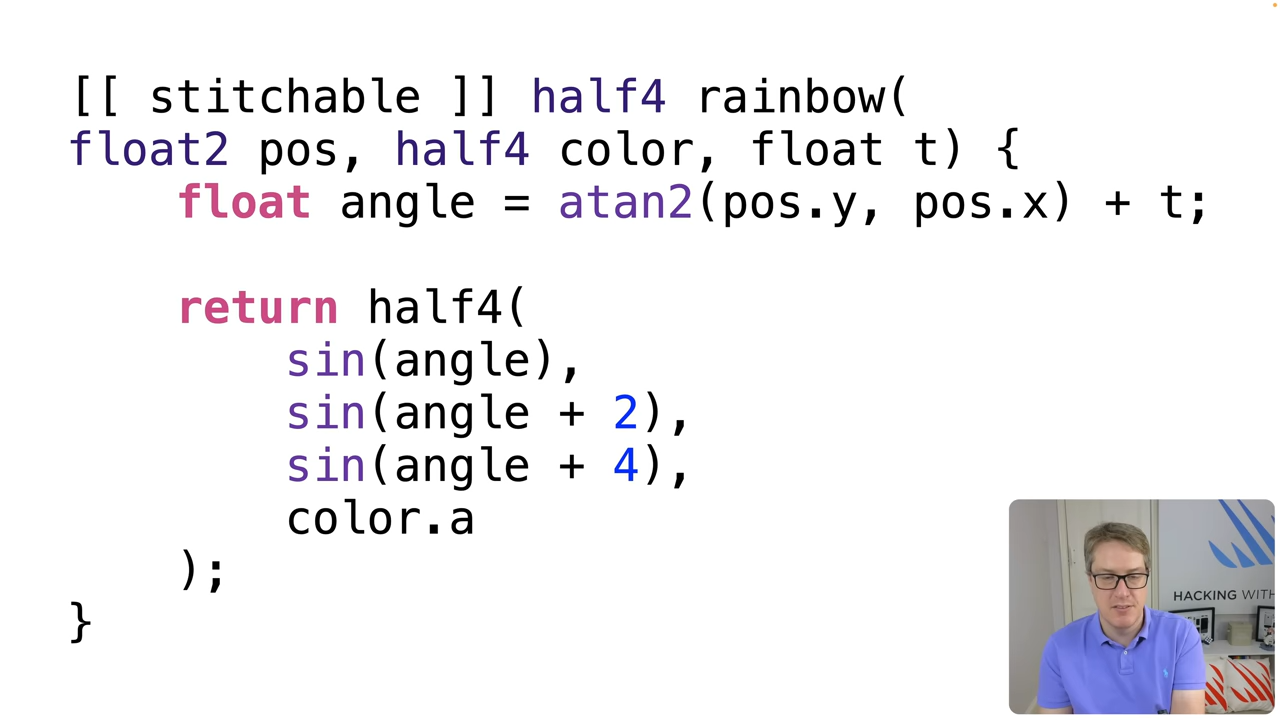 [[ stitchable ]] half4 rainbow(
float2 pos, half4 color, float t) {
    float angle = atan2(pos.y, pos.x) + t;
    return half4(
        sin(angle),
        sin(angle + 2),
        sin(angle + 4),
        color.a
    );
}
HACKING WITH